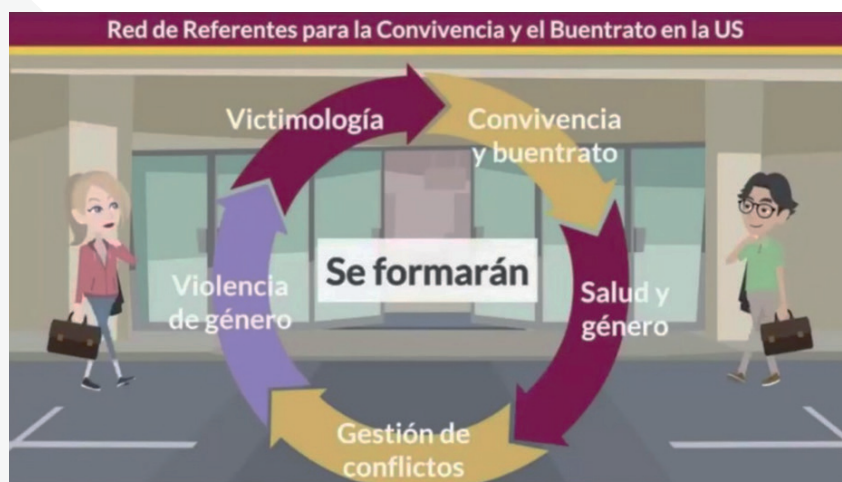 Red de Referentes para la Convivencia y el Buentrato en la US
Victimología
Convivencia
y buentrato
Se formarán
Violencia
de género
Salud y
género
Gestión de
conflictos